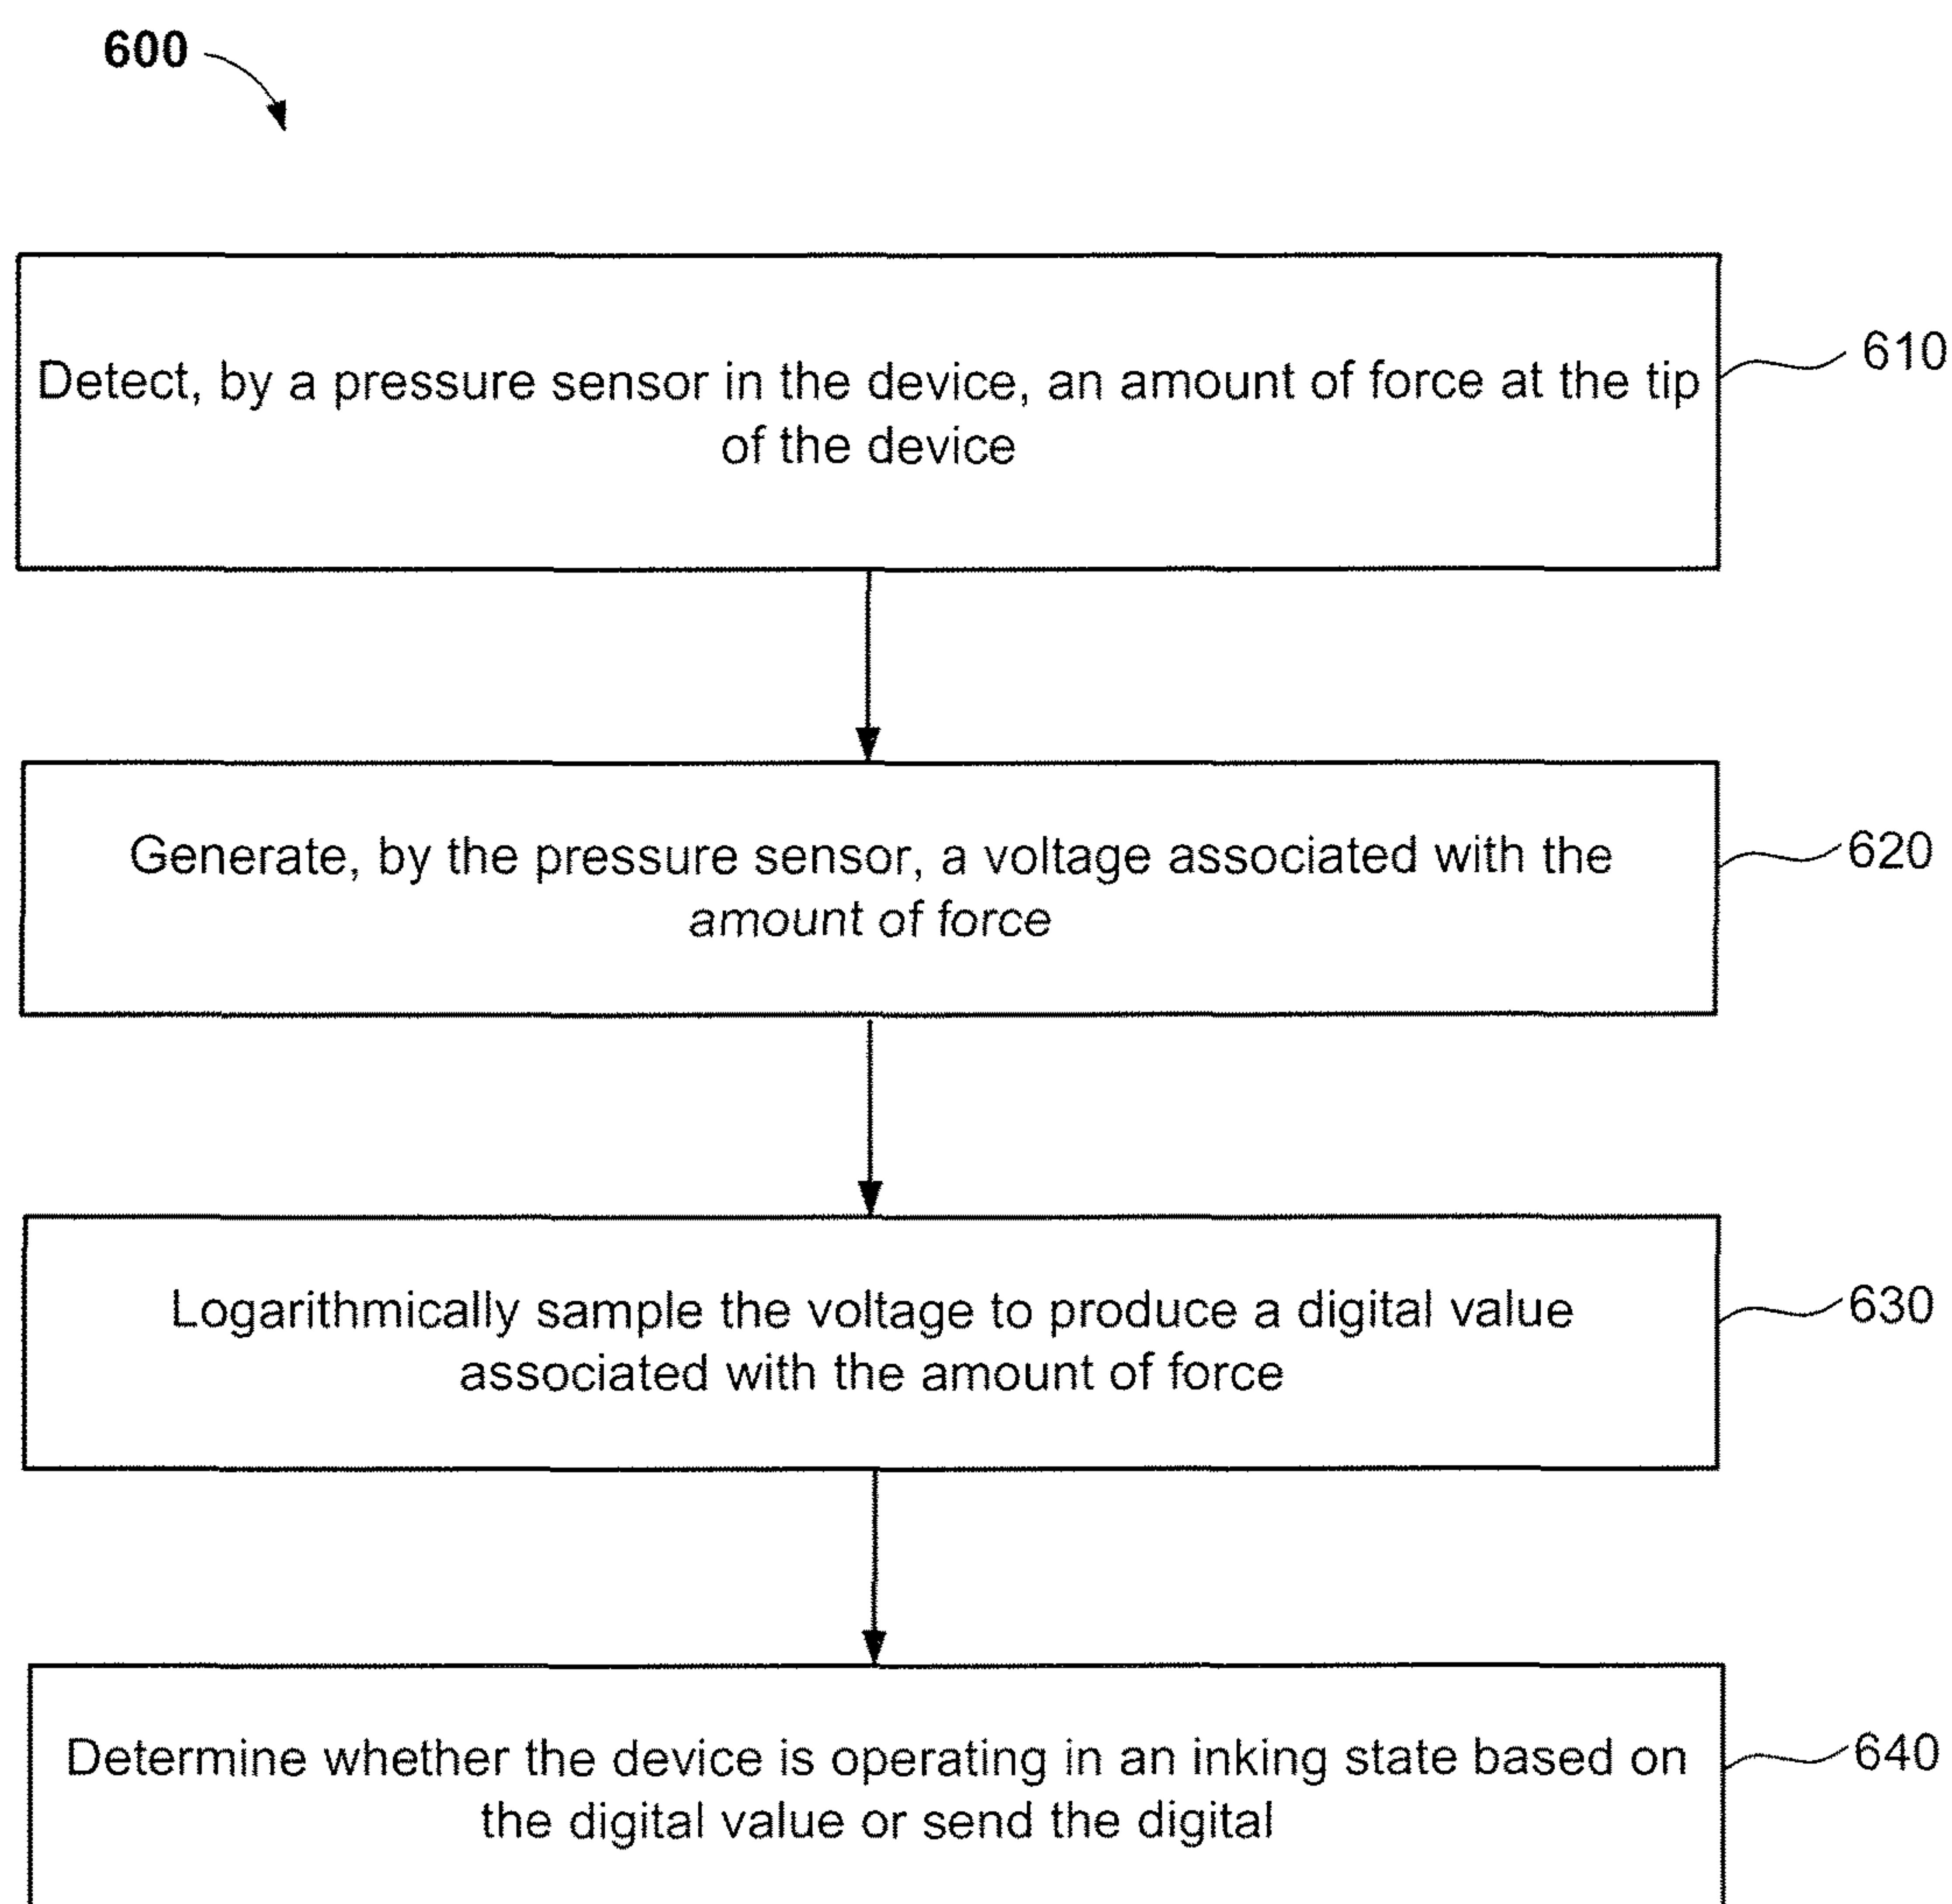 600
Detect, by a pressure sensor in the device, an amount of force at the tip
of the device
610
Generate, by the pressure sensor, a voltage associated with the
amount of force
620
Logarithmically sample the voltage to produce a digital value
associated with the amount of force
630
Determine whether the device is operating in an inking state based on
the digital value or send the digital
640